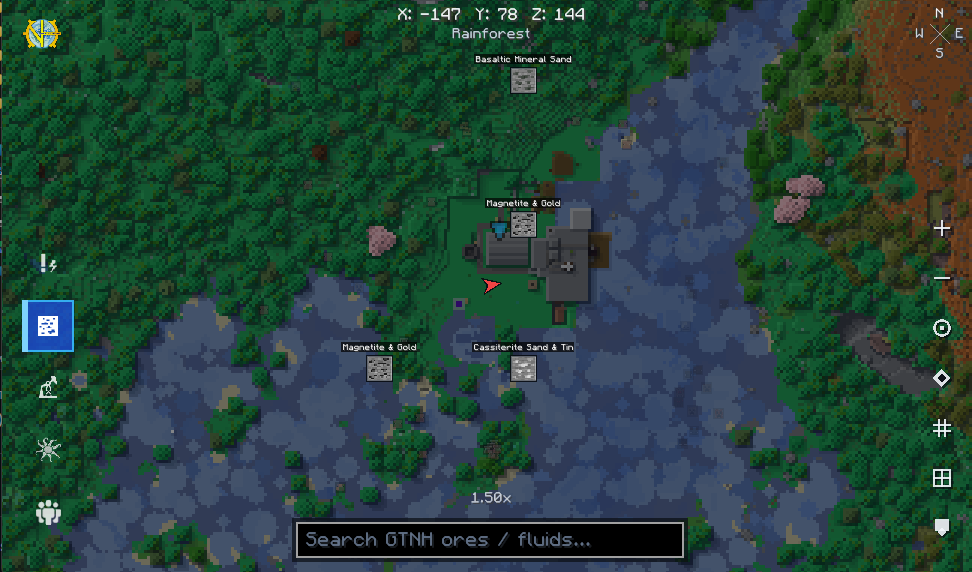 X: -147 Y: 78 Z: 144
Rainforest
N
W E
S
Basaltic Mineral Sand
Magnetite & Gold
Magnetite & Gold
Cassiterite Sand & Tin
1.50x
Search GTNH ores / fluids...